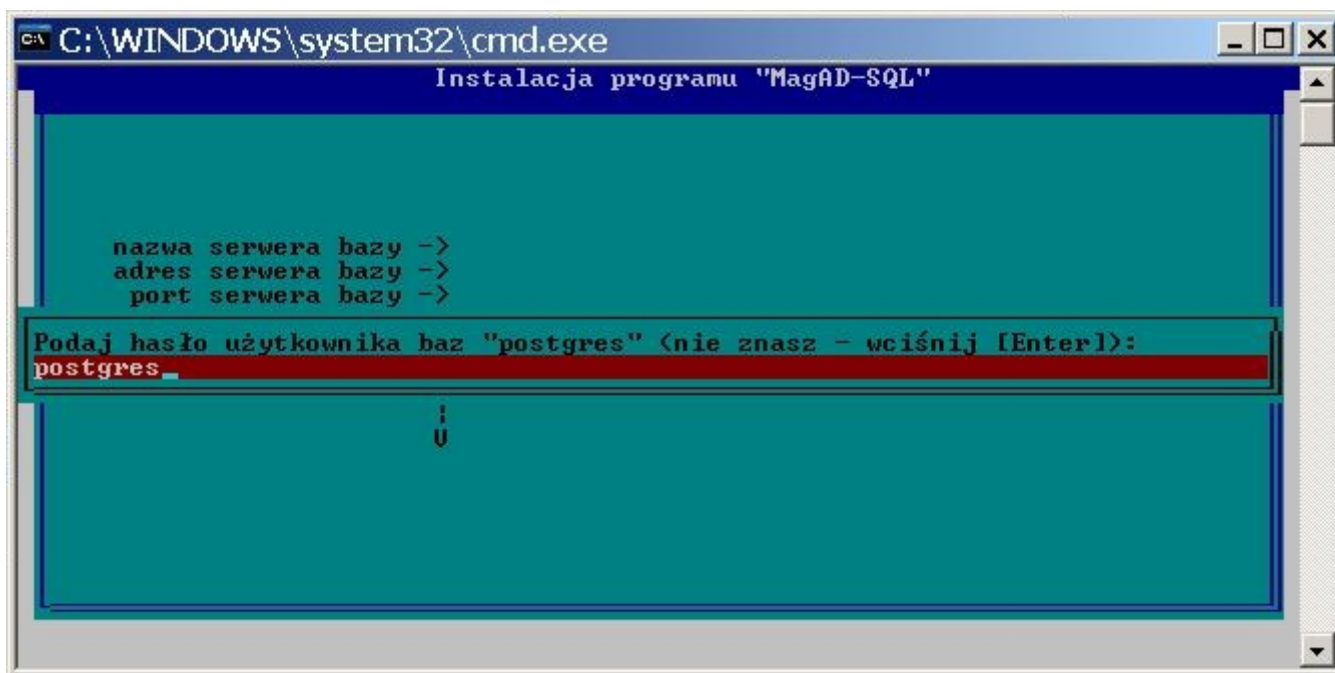 C:\WINDOWS\system32\cmd.exe
Instalacja programu "MagAD-SQL"
nazwa serwera bazy ->
adres serwera bazy ->
port serwera bazy ->
Podaj hasło użytkownika baz "postgres" (nie znasz - wciśnij [Enter]):
postgres_
¦
V